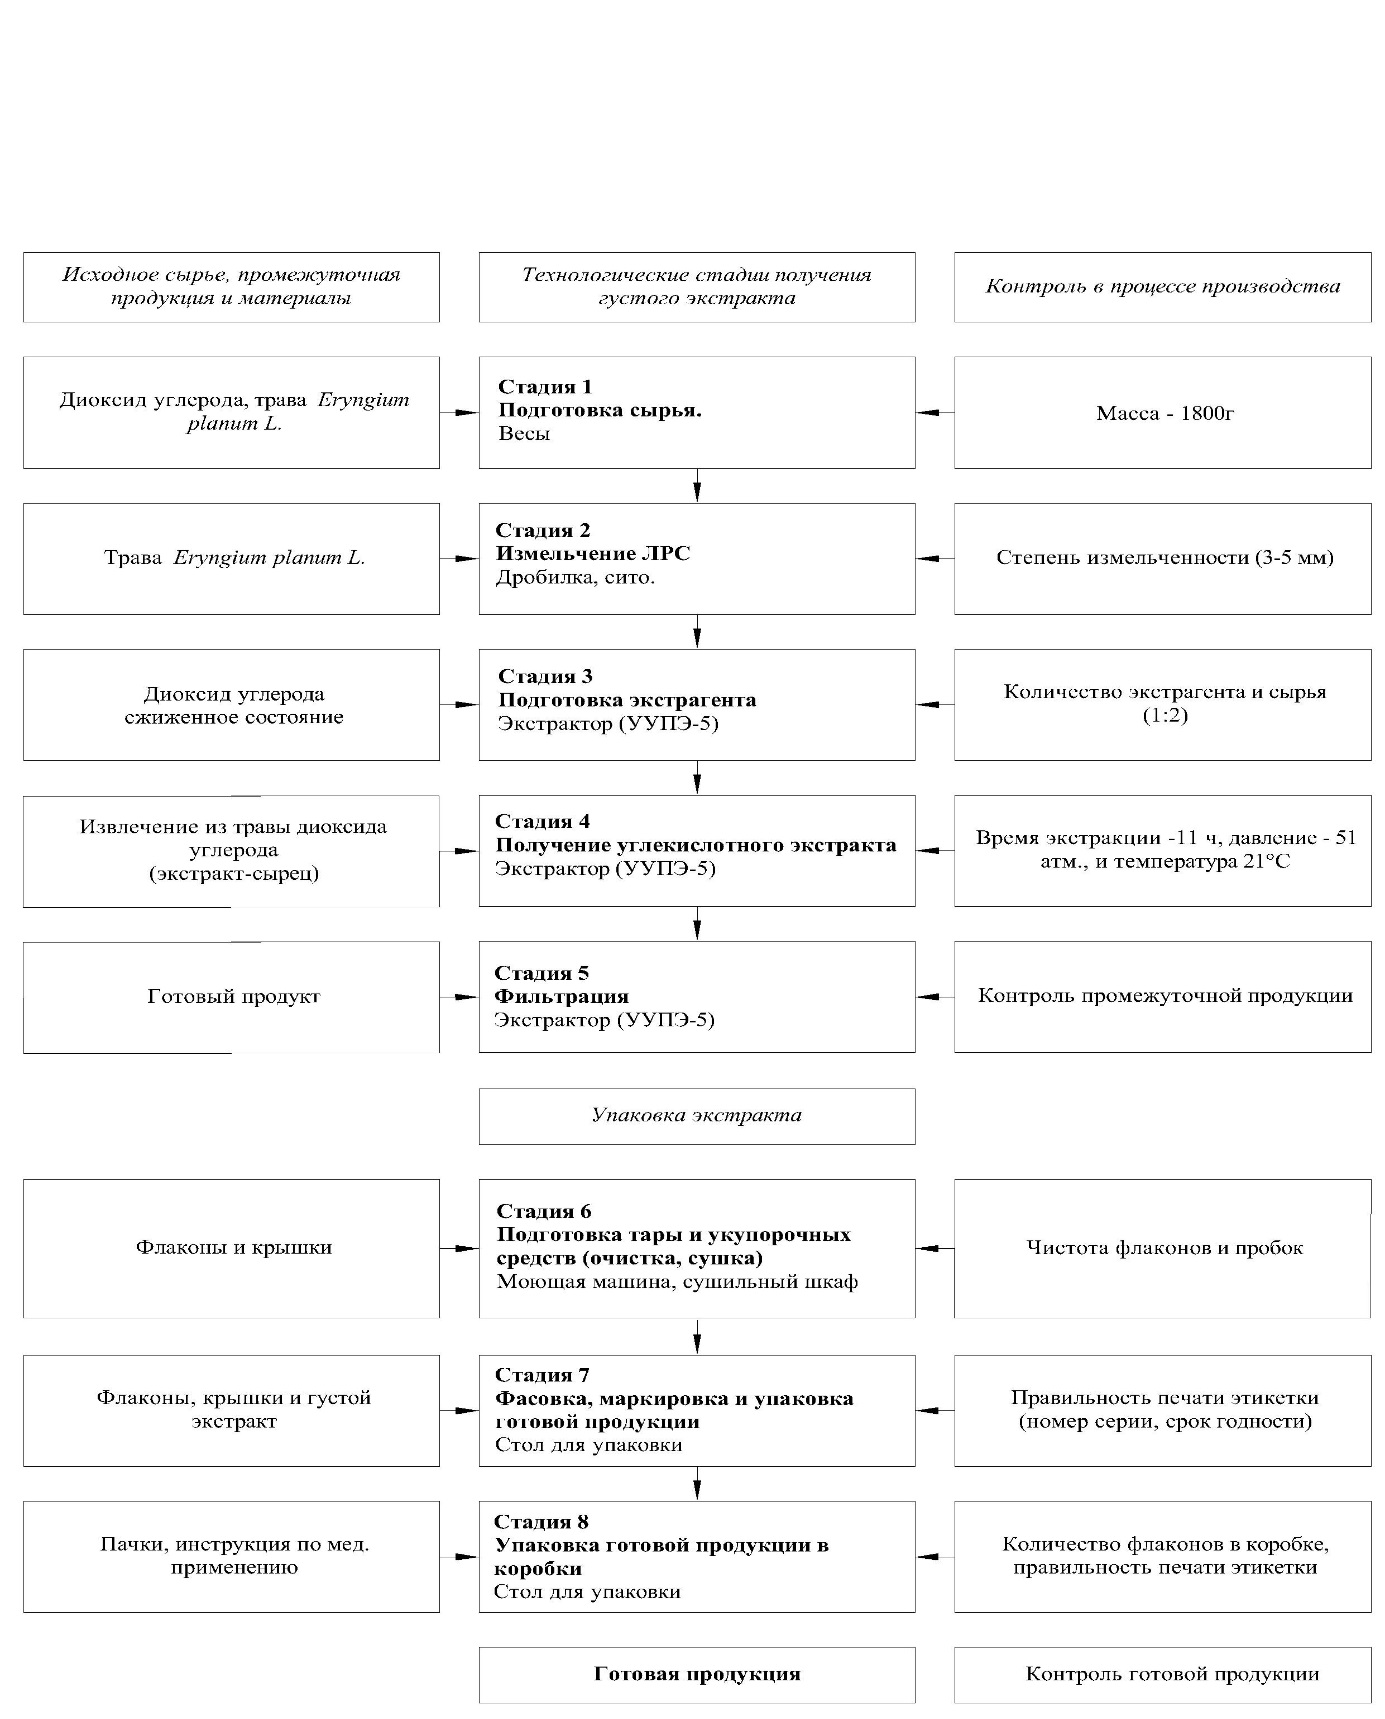 Исходное сырье, промежуточная
продукция и материалы
Технологические стадии получения
густого экстракта
Контроль в процессе производства
Диоксид углерода, трава Eryngium
planum L.
Стадия 1
Подготовка сырья.
Весы
Масса - 1800г
Трава Eryngium planum L.
Стадия 2
Измельчение ЛРС
Дробилка, сито.
Степень измельченности (3-5 мм)
Диоксид углерода
сжиженное состояние
Стадия 3
Подготовка экстрагента
Экстрактор (УУПЭ-5)
Количество экстрагента и сырья
(1:2)
Извлечение из травы диоксида
углерода
(экстракт-сырец)
Стадия 4
Получение углекислотного экстракта
Экстрактор (УУПЭ-5)
Время экстракции -11 ч, давление - 51
атм., и температура 21°С
Готовый продукт
Стадия 5
Фильтрация
Экстрактор (УУПЭ-5)
Контроль промежуточной продукции
Упаковка экстракта
Флаконы и крышки
Стадия 6
Подготовка тары и укупорочных
средств (очистка, сушка)
Моющая машина, сушильный шкаф
Чистота флаконов и пробок
Флаконы, крышки и густой
экстракт
Стадия 7
Фасовка, маркировка и упаковка
готовой продукции
Стол для упаковки
Правильность печати этикетки
(номер серии, срок годности)
Пачки, инструкция по мед.
применению
Стадия 8
Упаковка готовой продукции в
коробки
Стол для упаковки
Количество флаконов в коробке,
правильность печати этикетки
Готовая продукция
Контроль готовой продукции